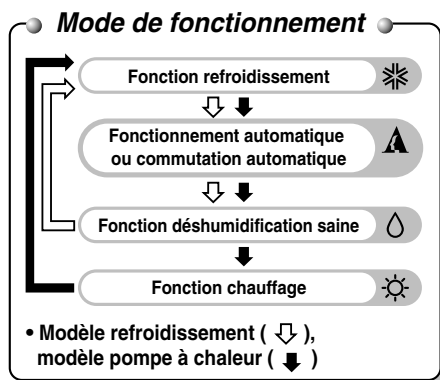 Mode de fonctionnement
Fonction refroidissement
Fonctionnement automatique
ou commutation automatique
Fonction déshumidification saine
Fonction chauffage
• Modèle refroidissement ( ),
modèle pompe à chaleur ( )